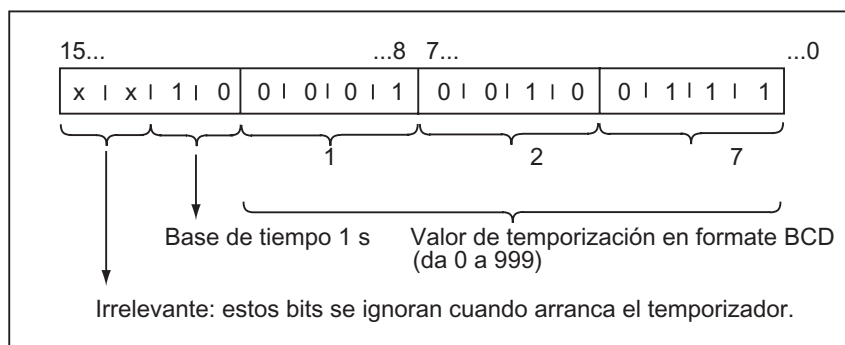 15... ...8 7... ...0
x x 1 0 0 0 0 1 0 0 1 0 0 1 1 1
1 2 7
Base de tiempo 1 s Valor de temporización en formate BCD
(da 0 a 999)
Irrelevante: estos bits se ignoran cuando arranca el temporizador.